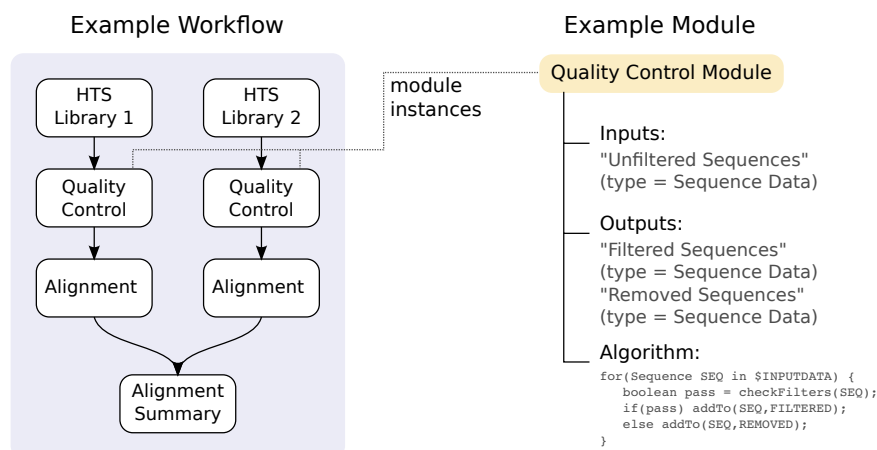 Example Workflow
HTS
Library 1
HTS
Library 2
Quality
Control
Quality
Control
Alignment
Alignment
Alignment
Summary
module
instances
Example Module
Quality Control Module
Inputs:
"Unfiltered Sequences"
(type = Sequence Data)
Outputs:
"Filtered Sequences"
(type = Sequence Data)
"Removed Sequences"
(type = Sequence Data)
Algorithm:
for(Sequence SEQ in $INPUTDATA) {
boolean pass = checkFilters(SEQ);
if(pass) addTo(SEQ,FILTERED);
else addTo(SEQ,REMOVED);
}